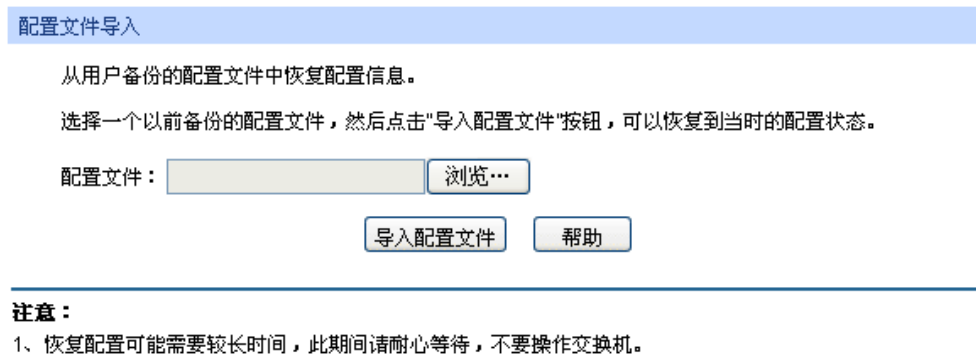 配置文件导入
从用户备份的配置文件中恢复配置信息。
选择一个以前备份的配置文件，然后点击"导入配置文件"按钮，可以恢复到当时的配置状态。
配置文件： 浏览…
导入配置文件 帮助
注意：
1、恢复配置可能需要较长时间，此期间请耐心等待，不要操作交换机。